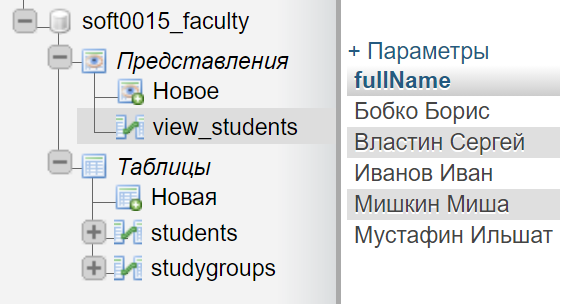 soft0015_faculty
Представления
Новое
view_students
Таблицы
Новая
students
studygroups
+ Параметры
fullName
Бобко Борис
Властин Сергей
Иванов Иван
Мишкин Миша
Мустафин Ильшат